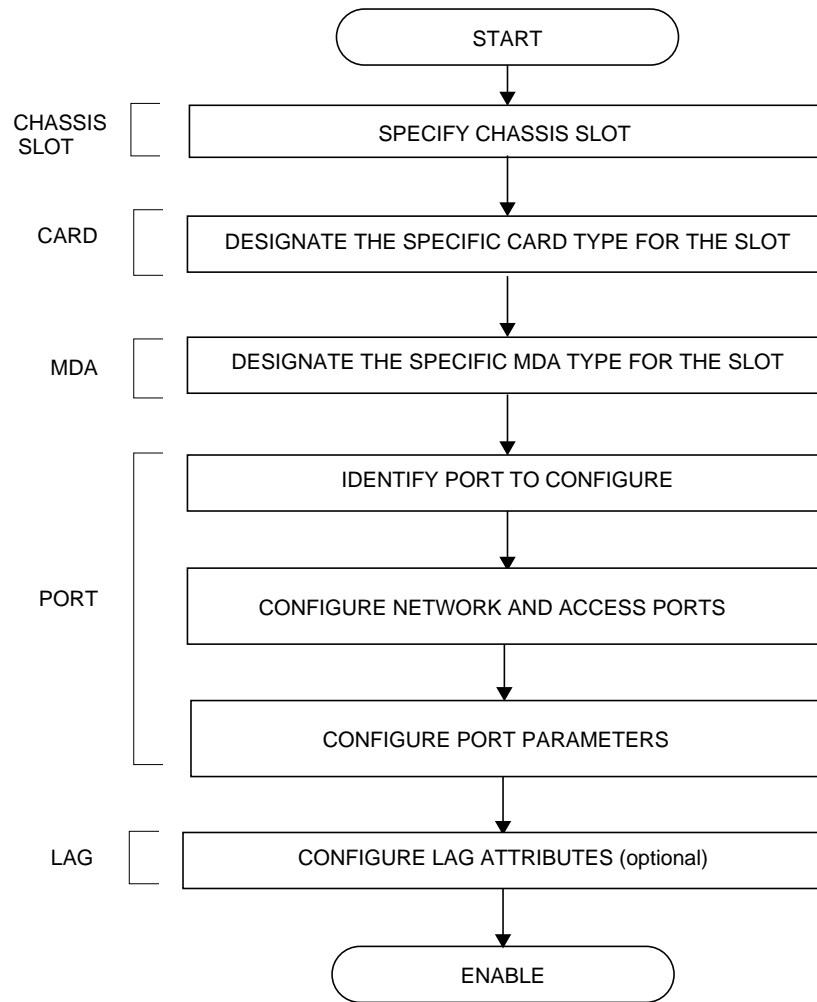 START
CHASSIS
SLOT
SPECIFY CHASSIS SLOT
CARD
DESIGNATE THE SPECIFIC CARD TYPE FOR THE SLOT
MDA
DESIGNATE THE SPECIFIC MDA TYPE FOR THE SLOT
IDENTIFY PORT TO CONFIGURE
PORT
CONFIGURE NETWORK AND ACCESS PORTS
CONFIGURE PORT PARAMETERS
LAG
CONFIGURE LAG ATTRIBUTES (optional)
ENABLE